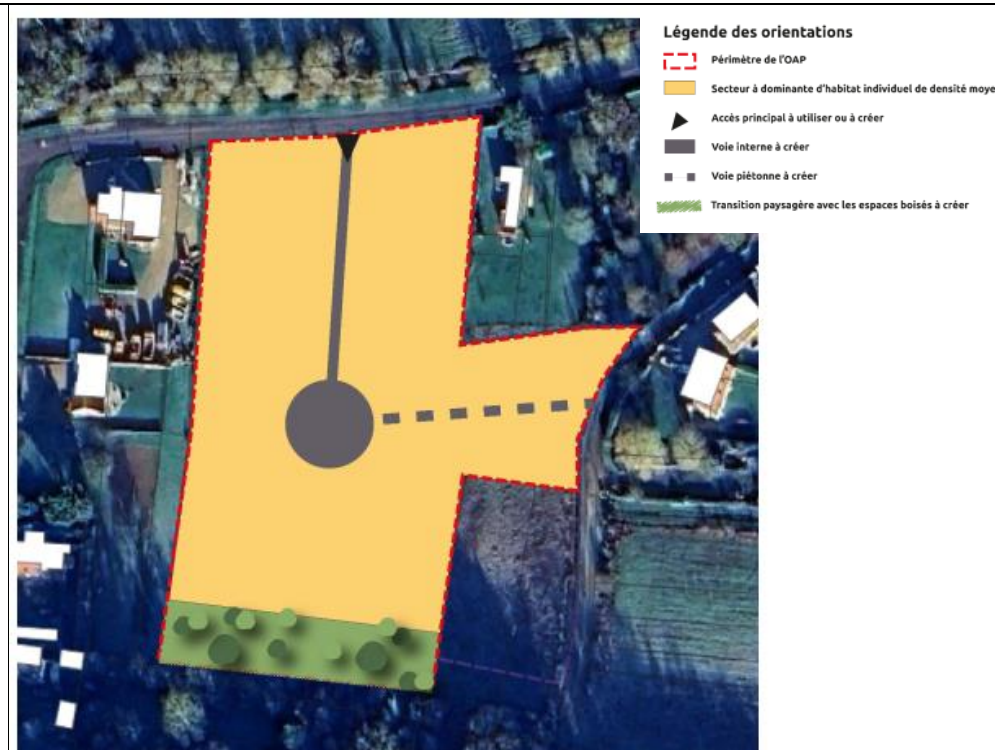 Légende des orientations
Périmètre de l'OAP
Secteur à dominante d'habitat individuel de densité moye
Accès principal à utiliser ou à créer
Voie interne à créer
Voie piétonne à créer
Transition paysagère avec les espaces boisés à créer